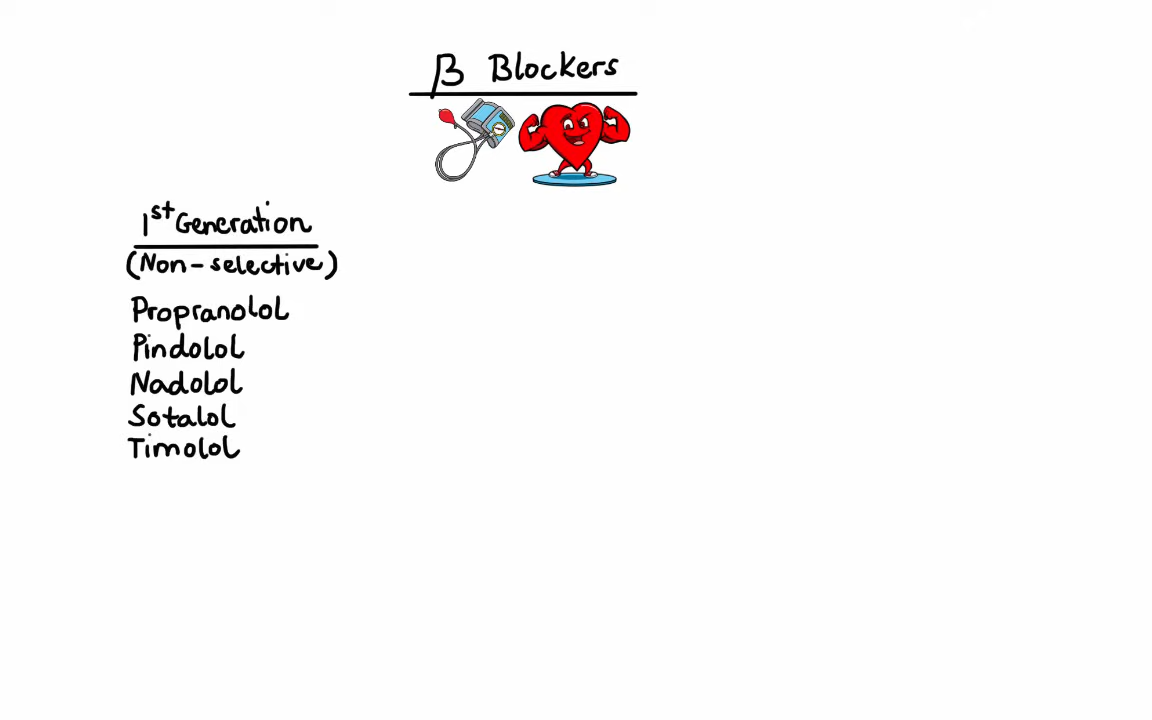 β Blockers
1st Generation
(Non-selective)
Propranolol
Pindolol
Nadolol
Sotalol
Timolol